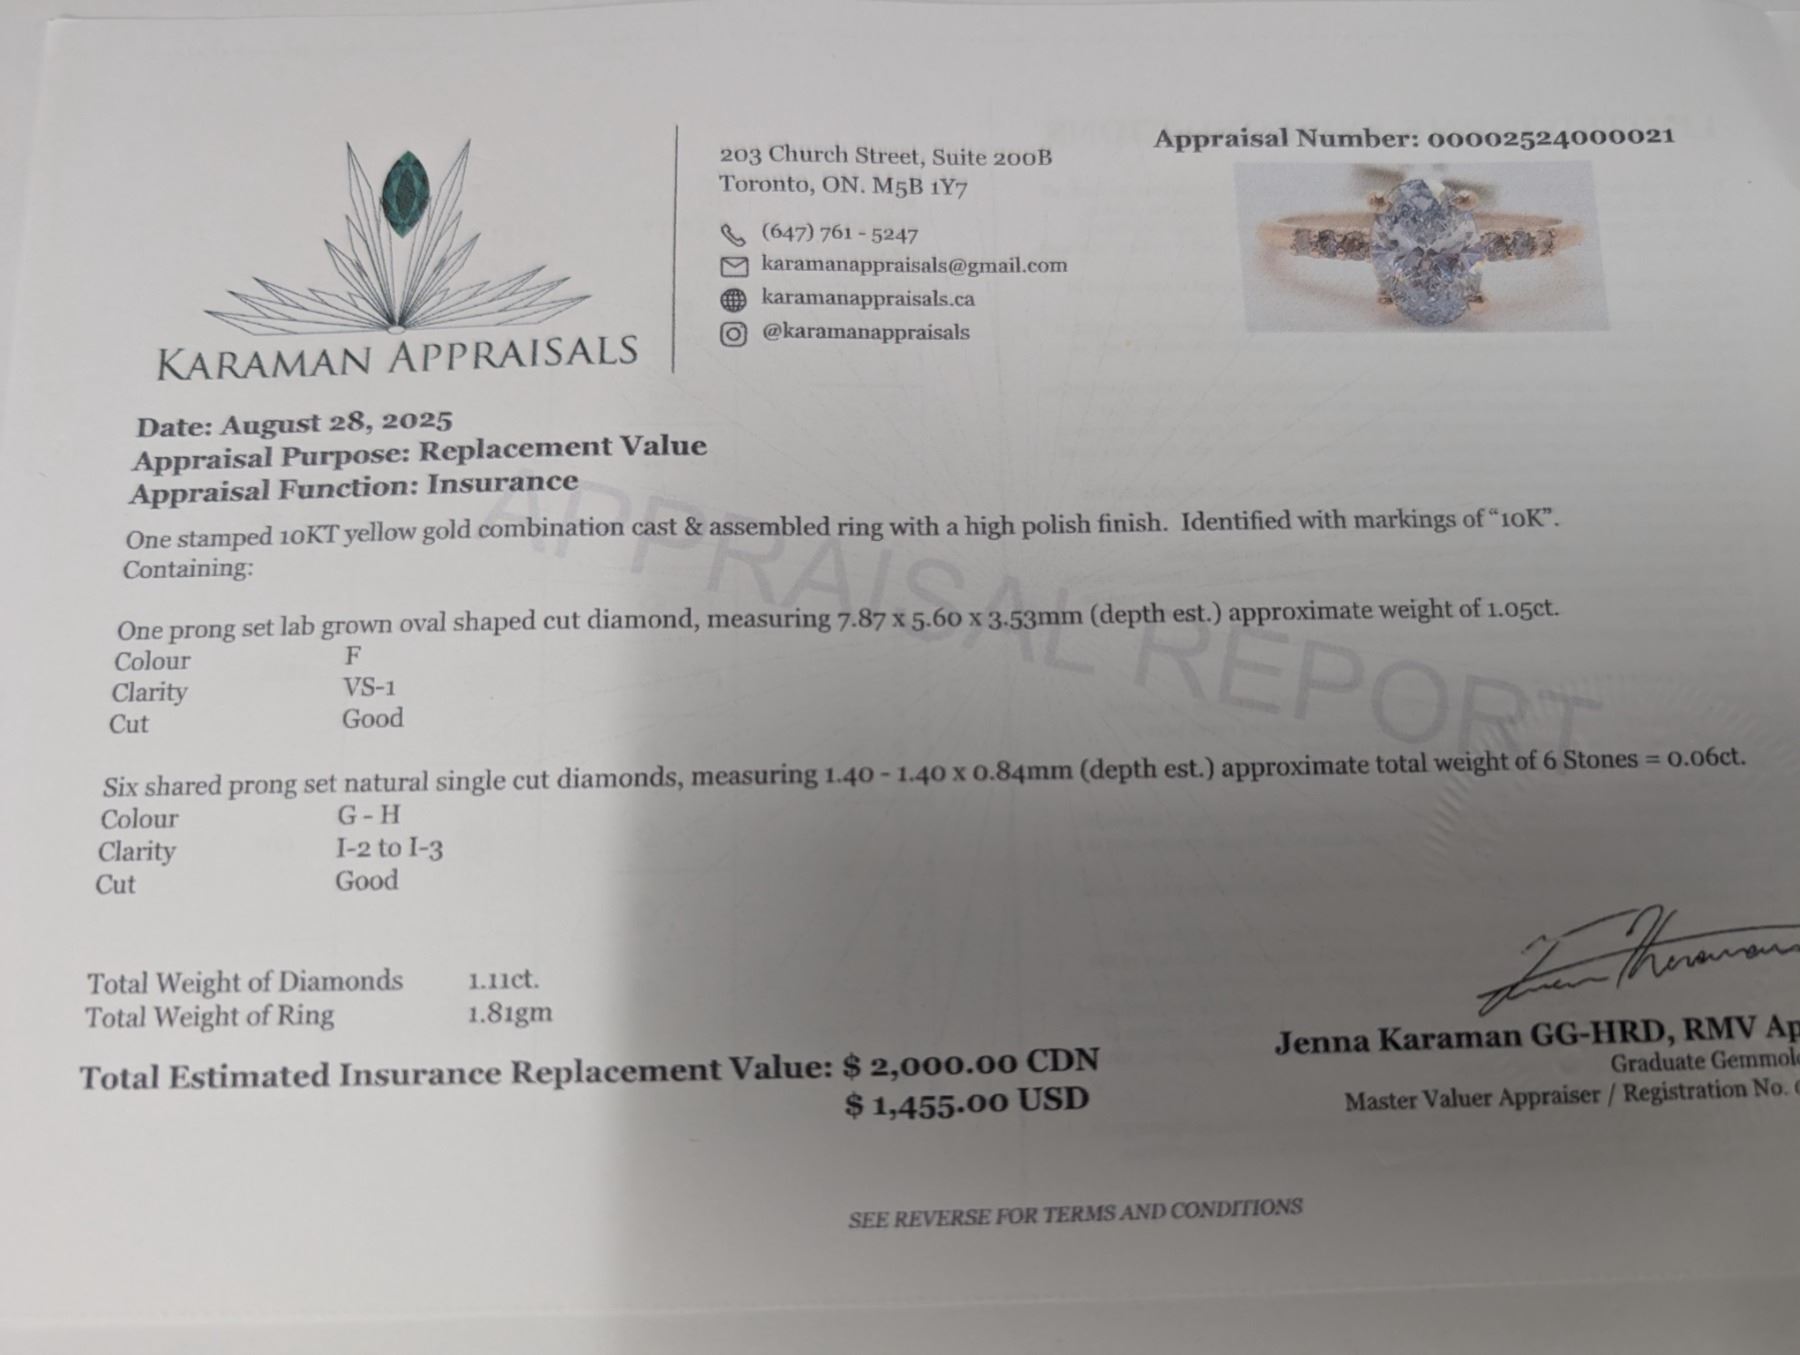 Appraisal Number: 00002524000021
203 Church Street, Suite 200B
Toronto, ON. M5B 1Y7
(647) 761 - 5247
karamanappraisals@gmail.com
karamanappraisals.ca
@karamanappraisals
KARAMAN APPRAISALS
Date: August 28, 2025
Appraisal Purpose: Replacement Value
Appraisal Function: Insurance
APPRAISAL REPORT
One stamped 10KT yellow gold combination cast & assembled ring with a high polish finish. Identified with markings of “10K”.
Containing:
One prong set lab grown oval shaped cut diamond, measuring 7.87 x 5.60 x 3.53mm (depth est.) approximate weight of 1.05ct.
Colour F
Clarity VS-1
Cut Good
Six shared prong set natural single cut diamonds, measuring 1.40 - 1.40 x 0.84mm (depth est.) approximate total weight of 6 Stones = 0.06ct.
Colour G - H
Clarity I-2 to I-3
Cut Good
Total Weight of Diamonds 1.11ct.
Total Weight of Ring 1.81gm
Total Estimated Insurance Replacement Value: $ 2,000.00 CDN
$ 1,455.00 USD
Jenna Karaman GG-HRD, RMV Ap
Graduate Gemmol
Master Valuer Appraiser / Registration No.
SEE REVERSE FOR TERMS AND CONDITIONS